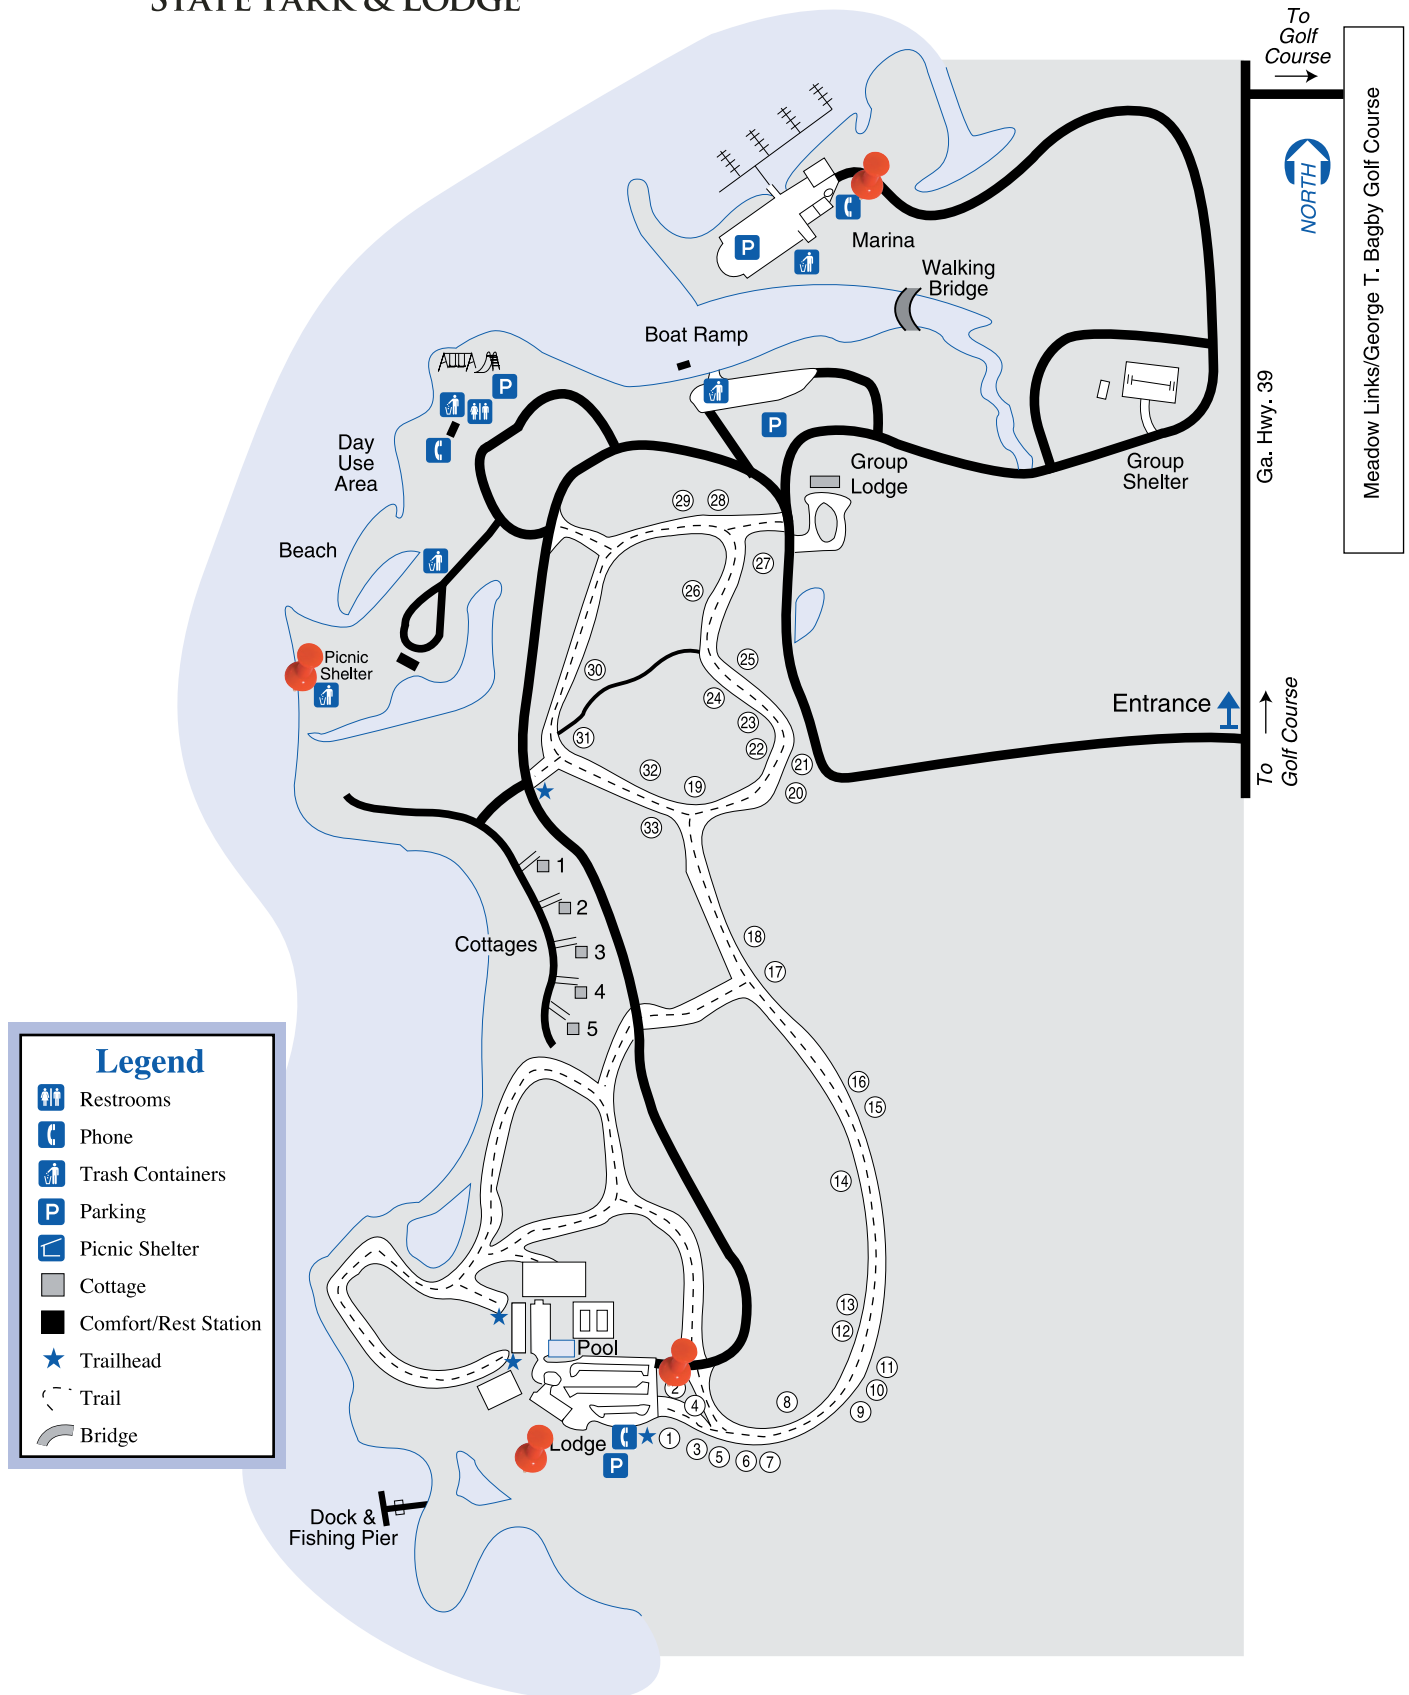 STATE PARK & LODGE
To
Golf
Course
Meadow Links/George T. Bagby Golf Course
NORTH
Marina
P
Walking
Bridge
Boat Ramp
P
Ga. Hwy. 39
Day
Use
Area
P
Group
Lodge
Group
Shelter
29
28
Beach
27
26
Picnic
Shelter
25
30
24
Entrance
To
Golf Course
23
31
22
21
32
19
20
33
1
2
18
Cottages
3
17
4
5
Legend
Restrooms
Phone
Trash Containers
P
Parking
Picnic Shelter
Cottage
Comfort/Rest Station
Trailhead
Trail
Bridge
16
15
14
13
12
Pool
11
2
10
4
8
9
Lodge
1
3
5
6
7
P
Dock &
Fishing Pier